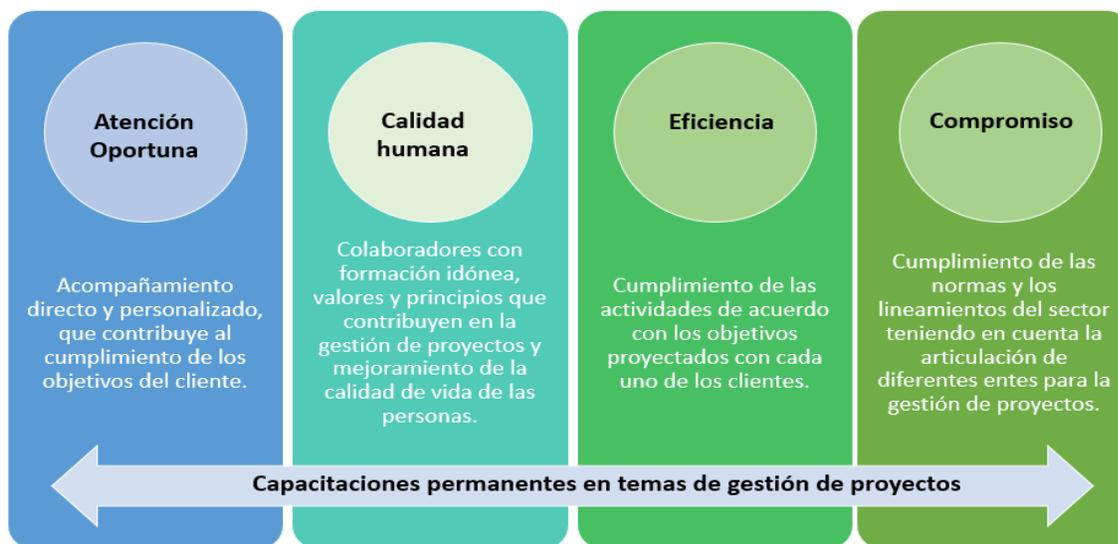 Atención
Oportuna
Acompañamiento
directo y personalizado,
que contribuye al
cumplimiento de los
objetivos del cliente.
Calidad
humana
Colaboradores con
formación idónea,
valores y principios que
contribuyen en la
gestión de proyectos y
mejoramiento de la
calidad de vida de las
personas.
Eficiencia
Cumplimiento de las
actividades de acuerdo
con los objetivos
proyectados con cada
uno de los clientes.
Compromiso
Cumplimiento de las
normas y los
lineamientos del sector
teniendo en cuenta la
articulación de
diferentes entes para la
gestión de proyectos.
Capacitaciones permanentes en temas de gestión de proyectos